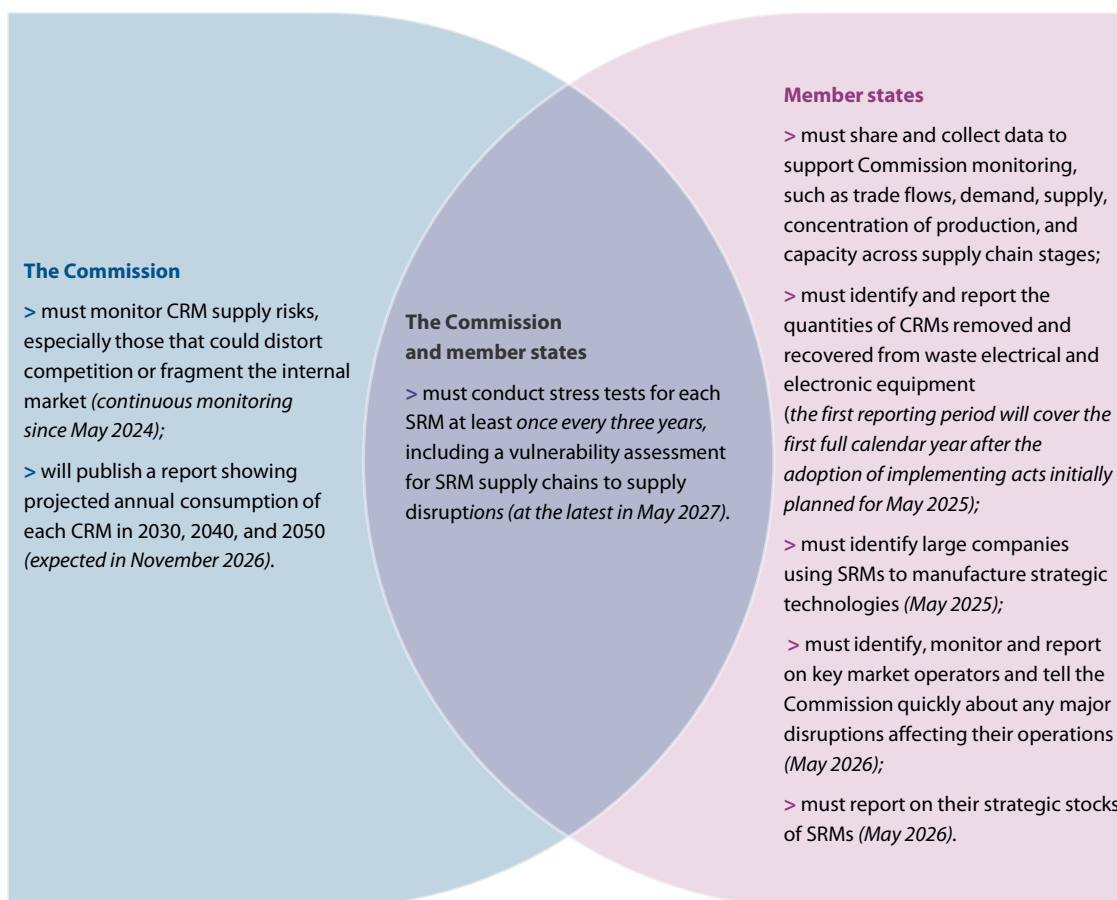 The Commission
> must monitor CRM supply risks,
especially those that could distort
competition or fragment the internal
market (continuous monitoring
since May 2024);
> will publish a report showing
projected annual consumption of
each CRM in 2030, 2040, and 2050
(expected in November 2026).
The Commission
and member states
> must conduct stress tests for each
SRM at least once every three years,
including a vulnerability assessment
for SRM supply chains to supply
disruptions (at the latest in May 2027).
Member states
> must share and collect data to
support Commission monitoring,
such as trade flows, demand, supply,
concentration of production, and
capacity across supply chain stages;
> must identify and report the
quantities of CRMs removed and
recovered from waste electrical and
electronic equipment
(the first reporting period will cover the
first full calendar year after the
adoption of implementing acts initially
planned for May 2025);
> must identify large companies
using SRMs to manufacture strategic
technologies (May 2025);
> must identify, monitor and report
on key market operators and tell the
Commission quickly about any major
disruptions affecting their operations
(May 2026);
> must report on their strategic stocks
of SRMs (May 2026).